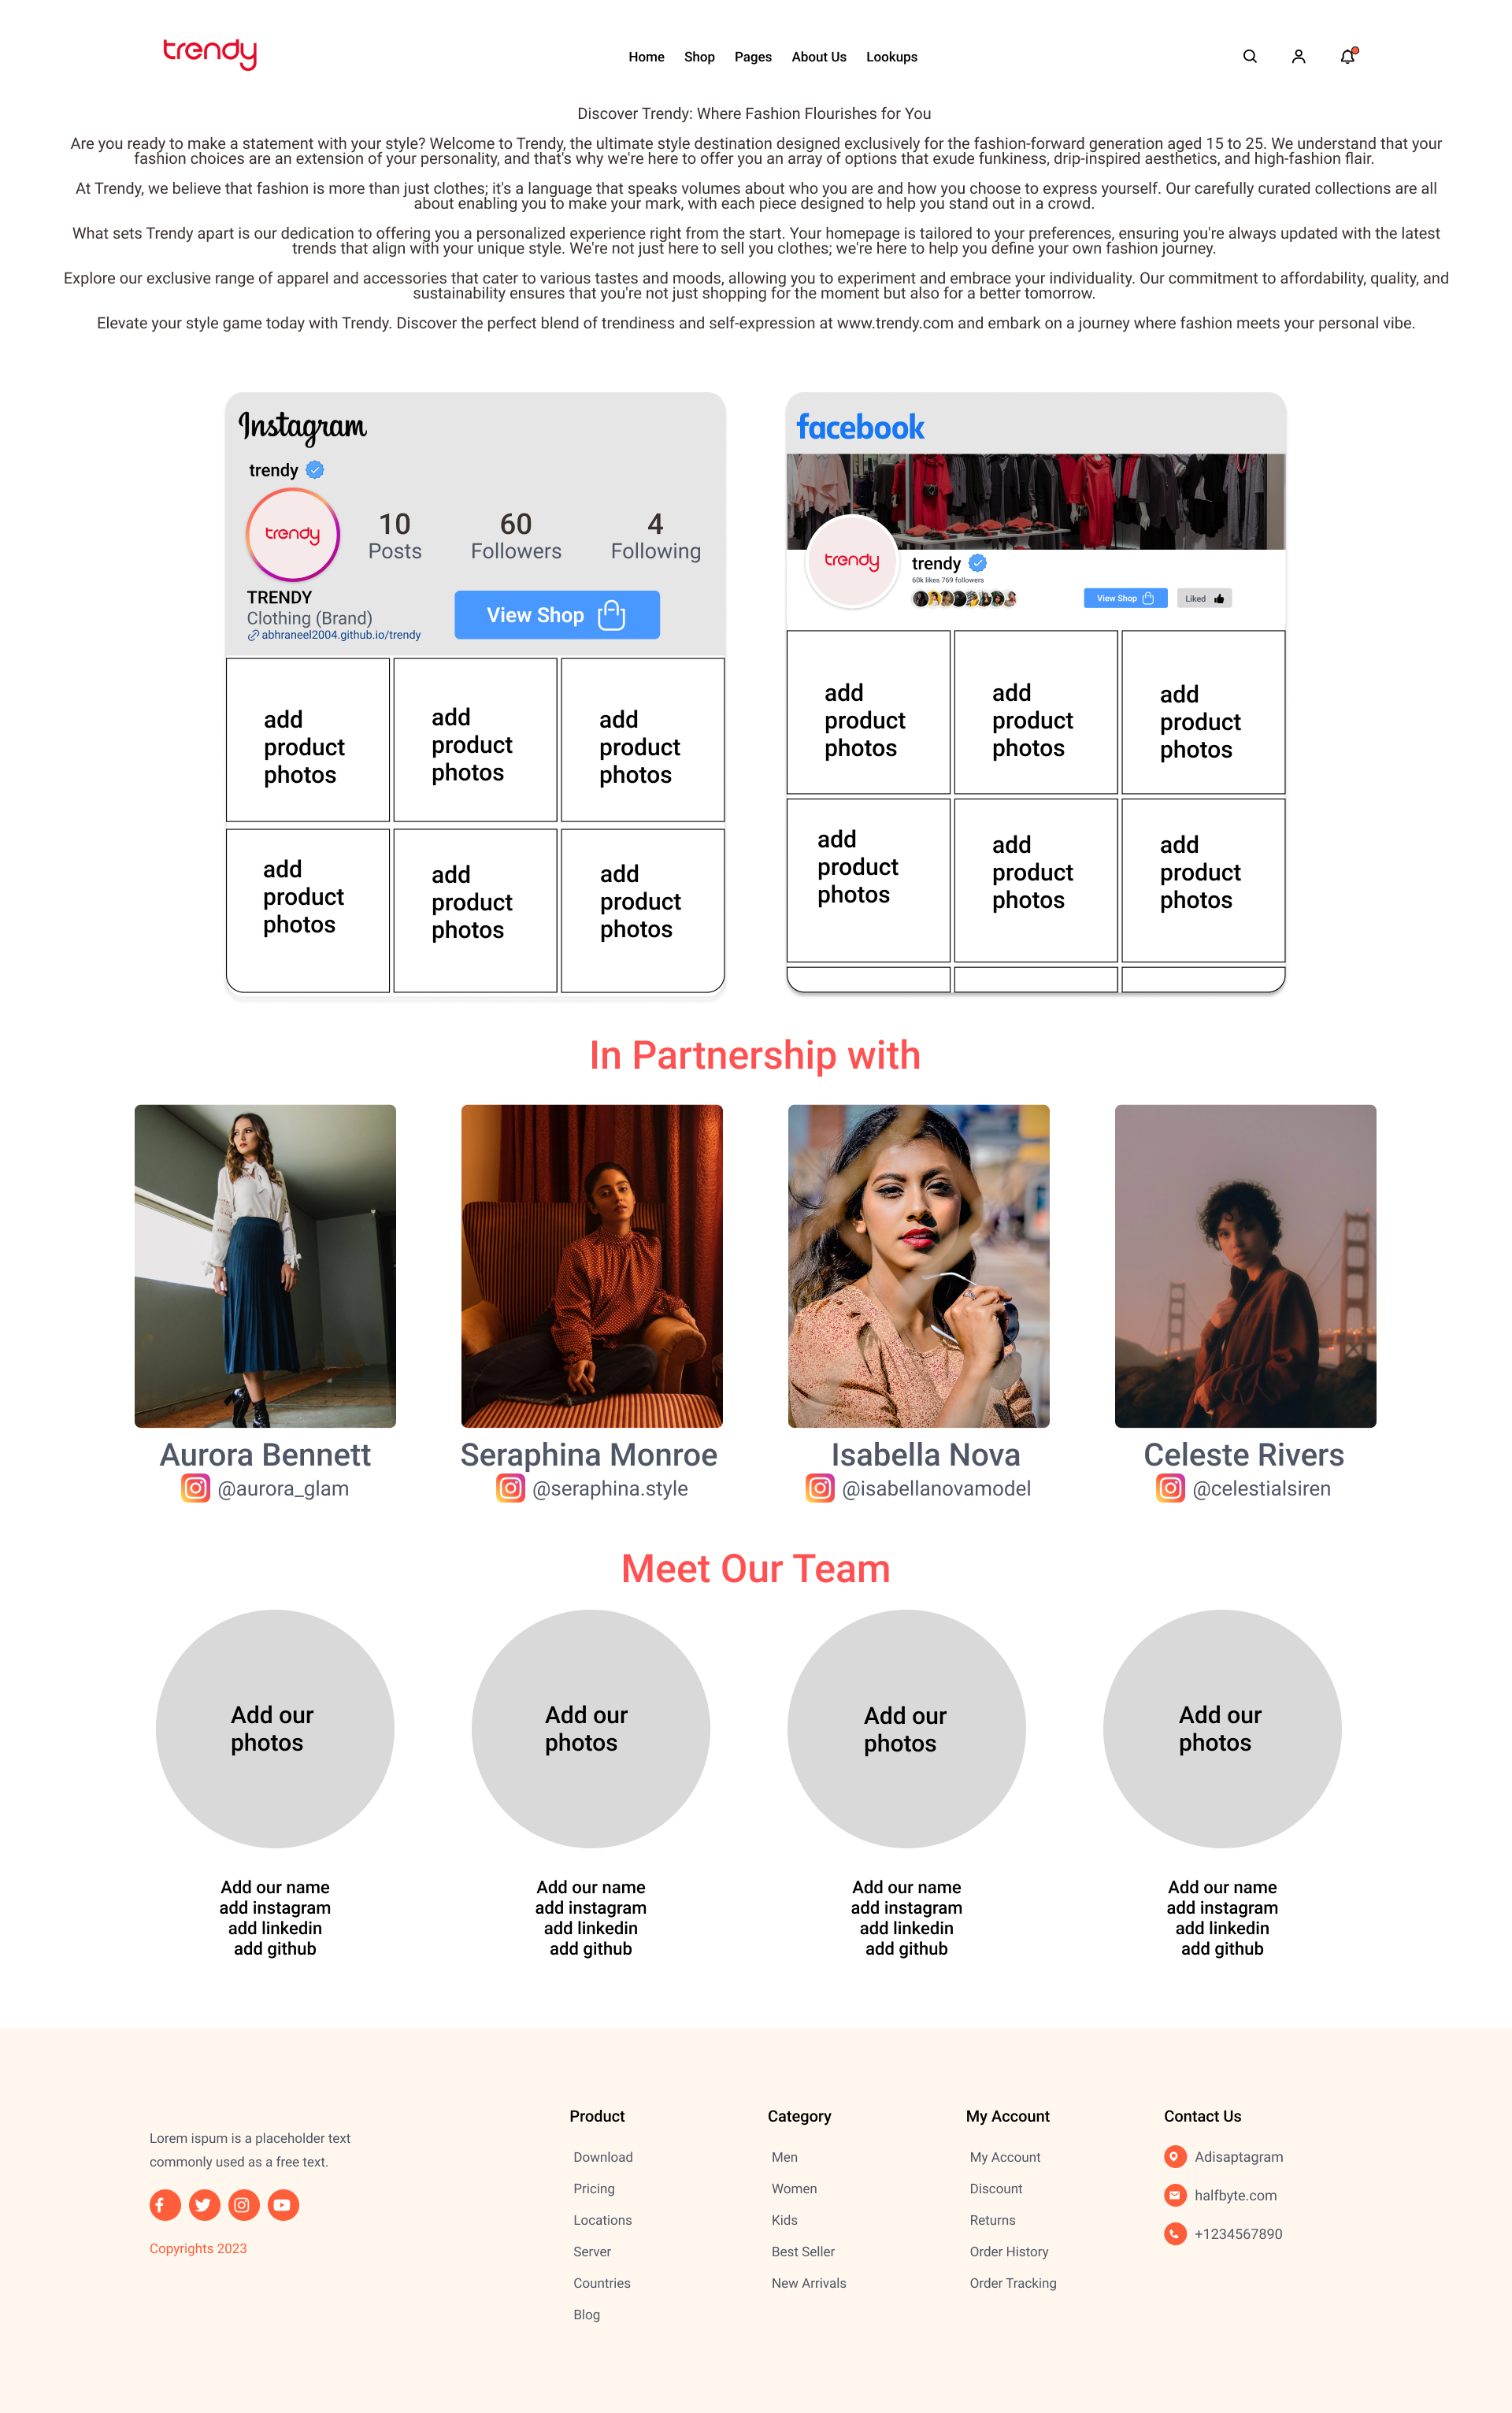 trendy
Home Shop Pages About Us Lookups
Discover Trendy: Where Fashion Flourishes for You
Are you ready to make a statement with your style? Welcome to Trendy, the ultimate style destination designed exclusively for the fashion-forward generation aged 15 to 25. We understand that your
fashion choices are an extension of your personality, and that's why we're here to offer you an array of options that exude funkiness, drip-inspired aesthetics, and high-fashion flair.
At Trendy, we believe that fashion is more than just clothes; it's a language that speaks volumes about who you are and how you choose to express yourself. Our carefully curated collections are all
about enabling you to make your mark, with each piece designed to help you stand out in a crowd.
What sets Trendy apart is our dedication to offering you a personalized experience right from the start. Your homepage is tailored to your preferences, ensuring you're always updated with the latest
trends that align with your unique style. We're not just here to sell you clothes; we're here to help you define your own fashion journey.
Explore our exclusive range of apparel and accessories that cater to various tastes and moods, allowing you to experiment and embrace your individuality. Our commitment to affordability, quality, and
sustainability ensures that you're not just shopping for the moment but also for a better tomorrow.
Elevate your style game today with Trendy. Discover the perfect blend of trendiness and self-expression at www.trendy.com and embark on a journey where fashion meets your personal vibe.
Instagram
trendy
trendy
10 60 4
Posts Followers Following
TRENDY
Clothing (Brand)
abhraneel2004.github.io/trendy
View Shop
add
product
photos
add
product
photos
add
product
photos
add
product
photos
add
product
photos
add
product
photos
facebook
trendy
trendy
60k likes 769 followers
View Shop
Liked
add
product
photos
add
product
photos
add
product
photos
add
product
photos
add
product
photos
add
product
photos
In Partnership with
Aurora Bennett
@aurora_glam
Seraphina Monroe
@seraphina.style
Isabella Nova
@isabellanovamodel
Celeste Rivers
@celestialsiren
Meet Our Team
Add our
photos
Add our
photos
Add our
photos
Add our
photos
Add our name
add instagram
add linkedin
add github
Add our name
add instagram
add linkedin
add github
Add our name
add instagram
add linkedin
add github
Add our name
add instagram
add linkedin
add github
Lorem ispum is a placeholder text
commonly used as a free text.
Copyrights 2023
Product
Download
Pricing
Locations
Server
Countries
Blog
Category
Men
Women
Kids
Best Seller
New Arrivals
My Account
My Account
Discount
Returns
Order History
Order Tracking
Contact Us
Adisaptagram
halfbyte.com
+1234567890